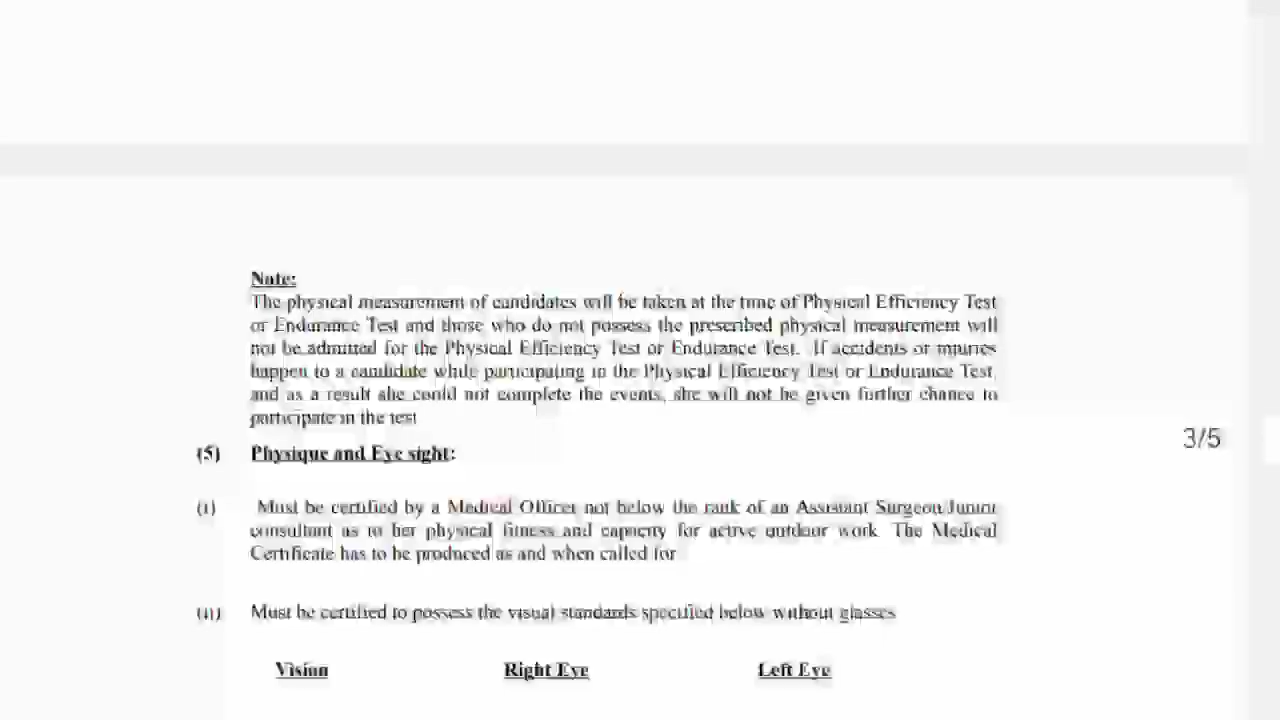 Note:
The physical measurement of candidates will be taken at the time of Physical Efficiency Test
or Endurance Test and those who do not possess the prescribed physical measurement will
not be admitted for the Physical Efficiency Test or Endurance Test. If accidents or injuries
happen to a candidate while participating in the Physical Efficiency Test or Endurance Test,
and as a result she could not complete the events, she will not be given further chance to
participate in the test
3/5
(5) Physique and Eye sight:
(i) Must be certified by a Medical Officer not below the rank of an Assistant Surgeon/Junior
consultant as to her physical fitness and capacity for active outdoor work. The Medical
Certificate has to be produced as and when called for
(ii) Must be certified to possess the visual standards specified below without glasses
Vision Right Eye Left Eye